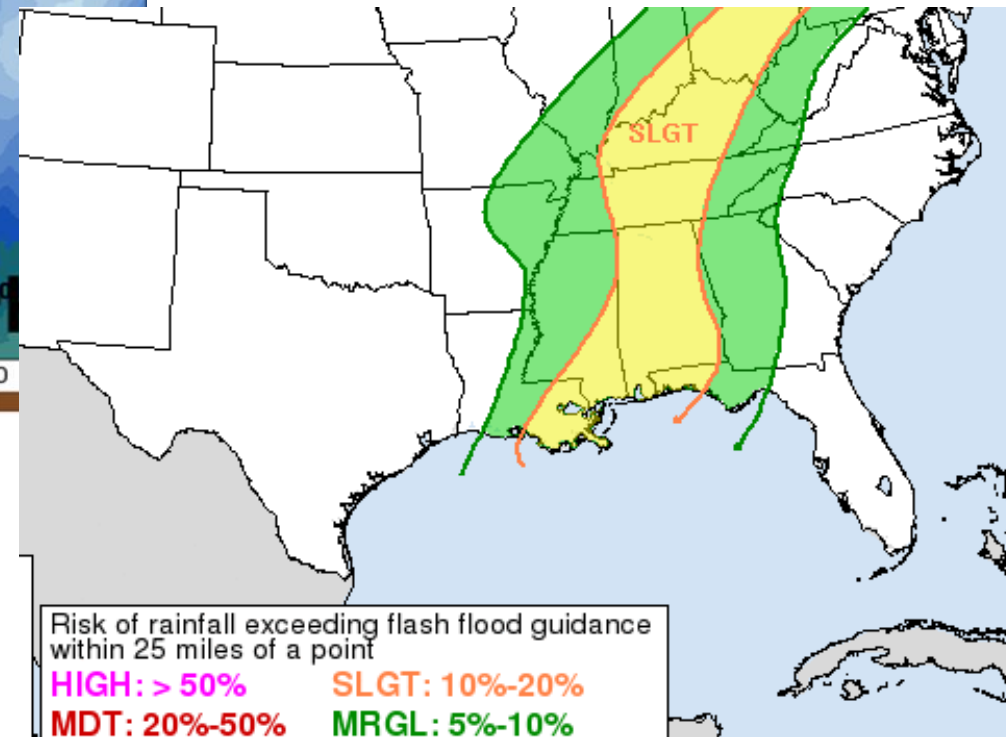 SLGT
Risk of rainfall exceeding flash flood guidance
within 25 miles of a point
HIGH: > 50% SLGT: 10%-20%
MDT: 20%-50% MRGL: 5%-10%